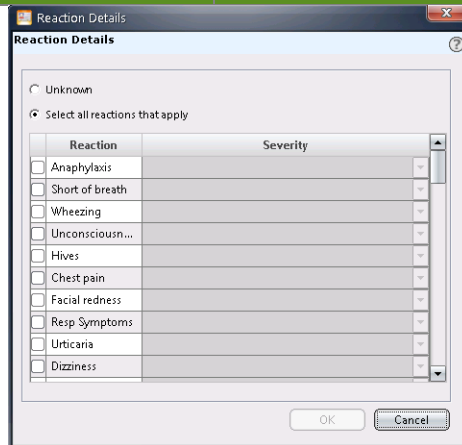 Reaction Details
Reaction Details
?
Unknown
Select all reactions that apply
Reaction Severity
Anaphylaxis
Short of breath
Wheezing
Unconsciousn...
Hives
Chest pain
Facial redness
Resp Symptoms
Urticaria
Dizziness
OK Cancel